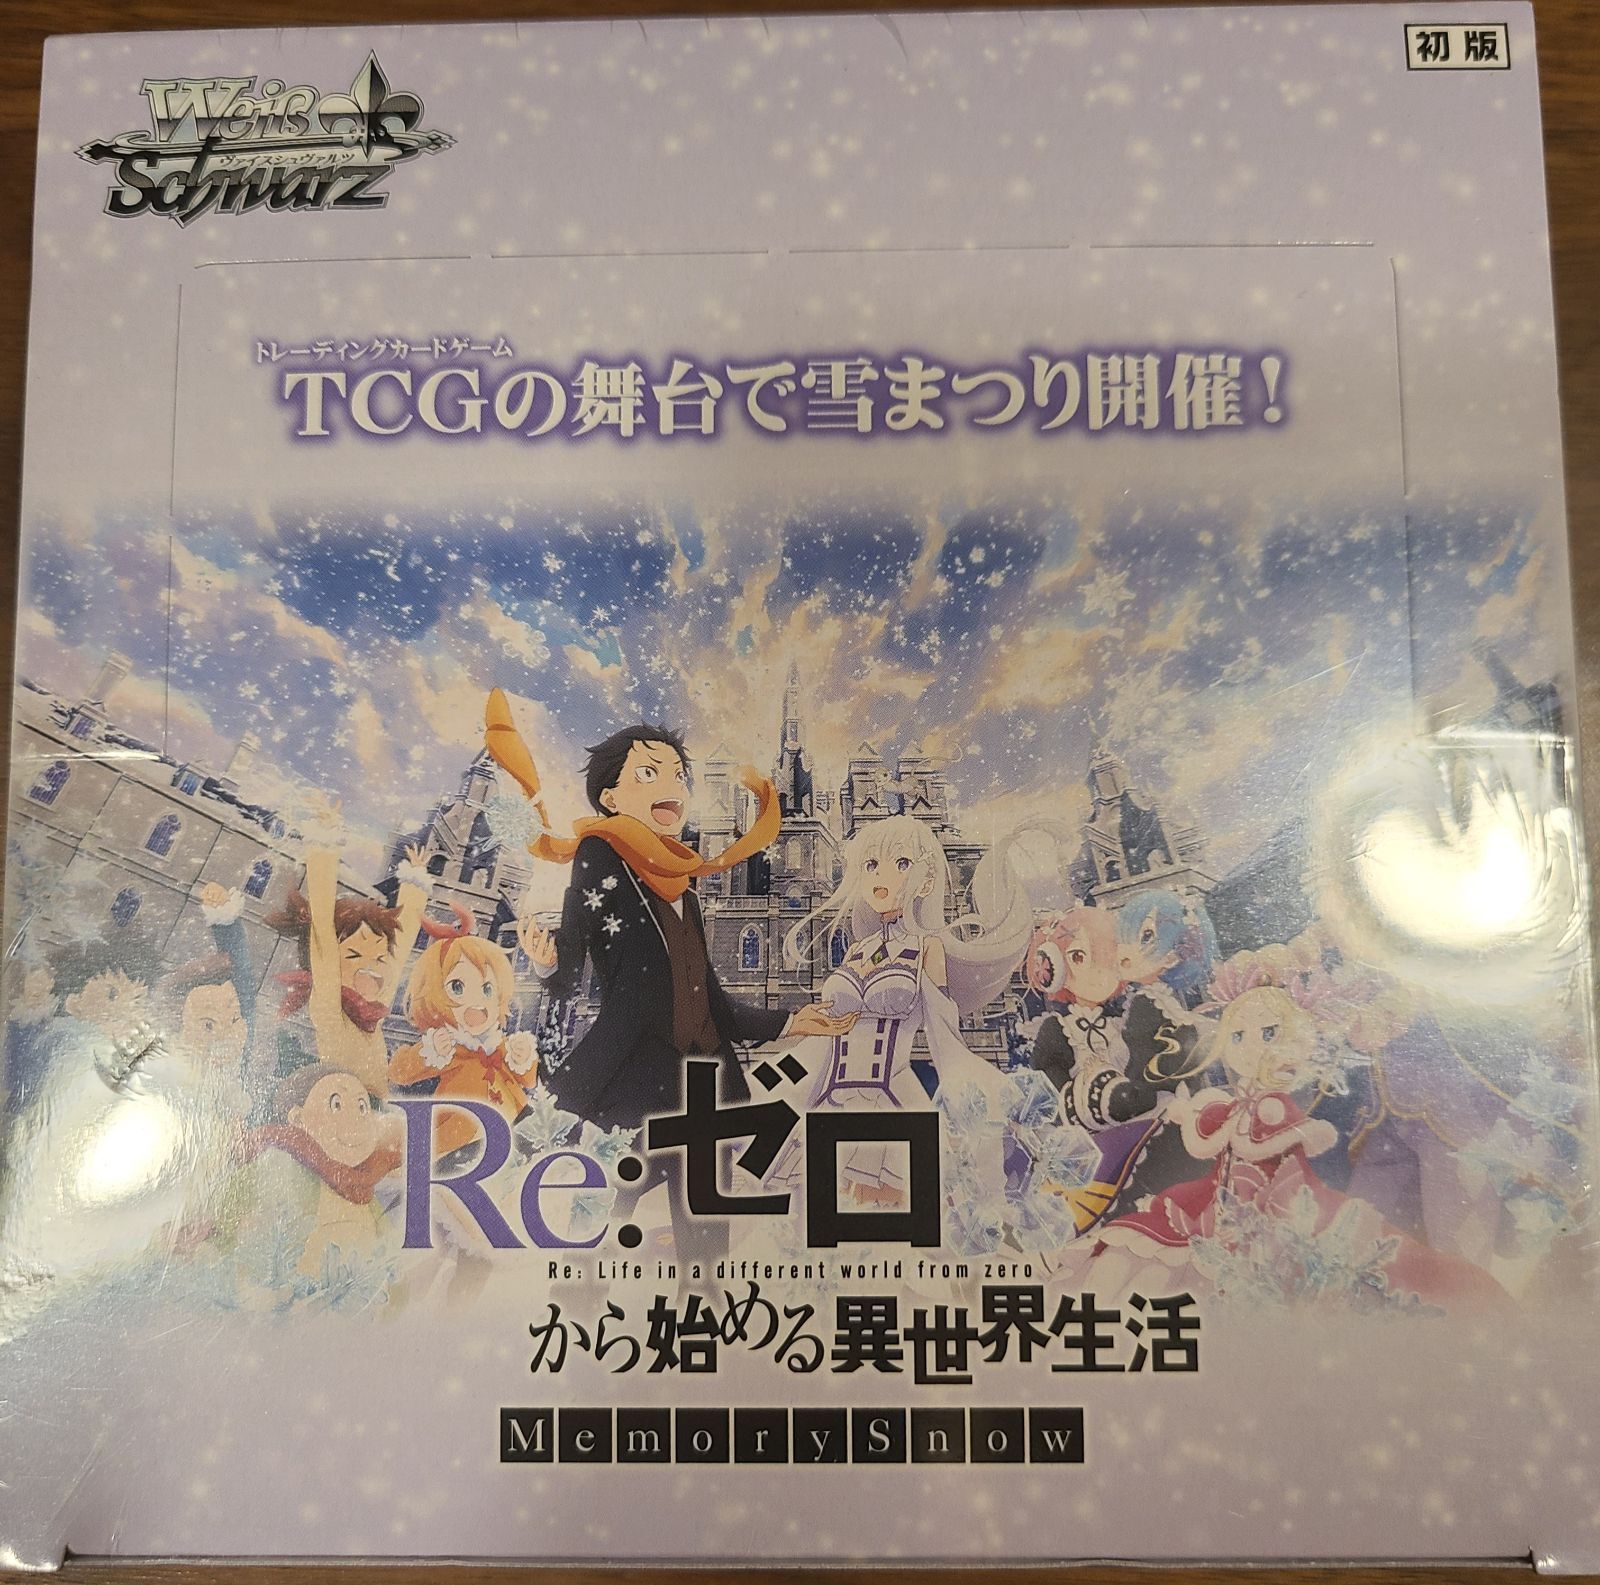 初版
Weiß
ヴァイスシュヴァルツ
Schwarz
トレーディングカードゲーム
TCGの舞台で雪まつり開催！
Re:ゼロ
Re: Life in a different world from zero
から始める異世界生活
MemorySnow